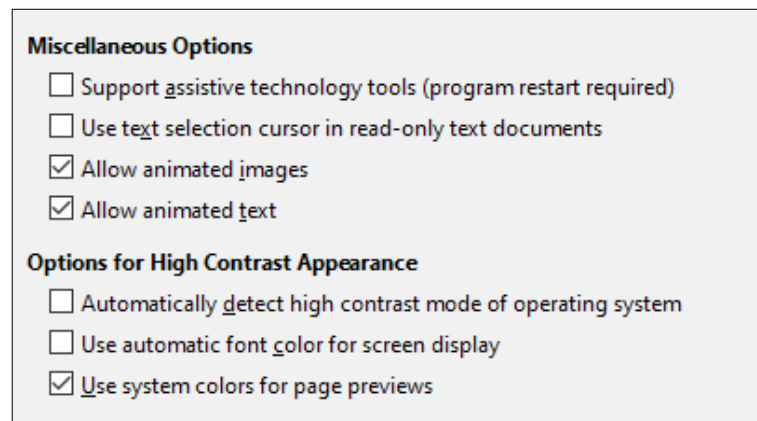 Miscellaneous Options
Support assistive technology tools (program restart required)
Use text selection cursor in read-only text documents
Allow animated images
Allow animated text
Options for High Contrast Appearance
Automatically detect high contrast mode of operating system
Use automatic font color for screen display
Use system colors for page previews